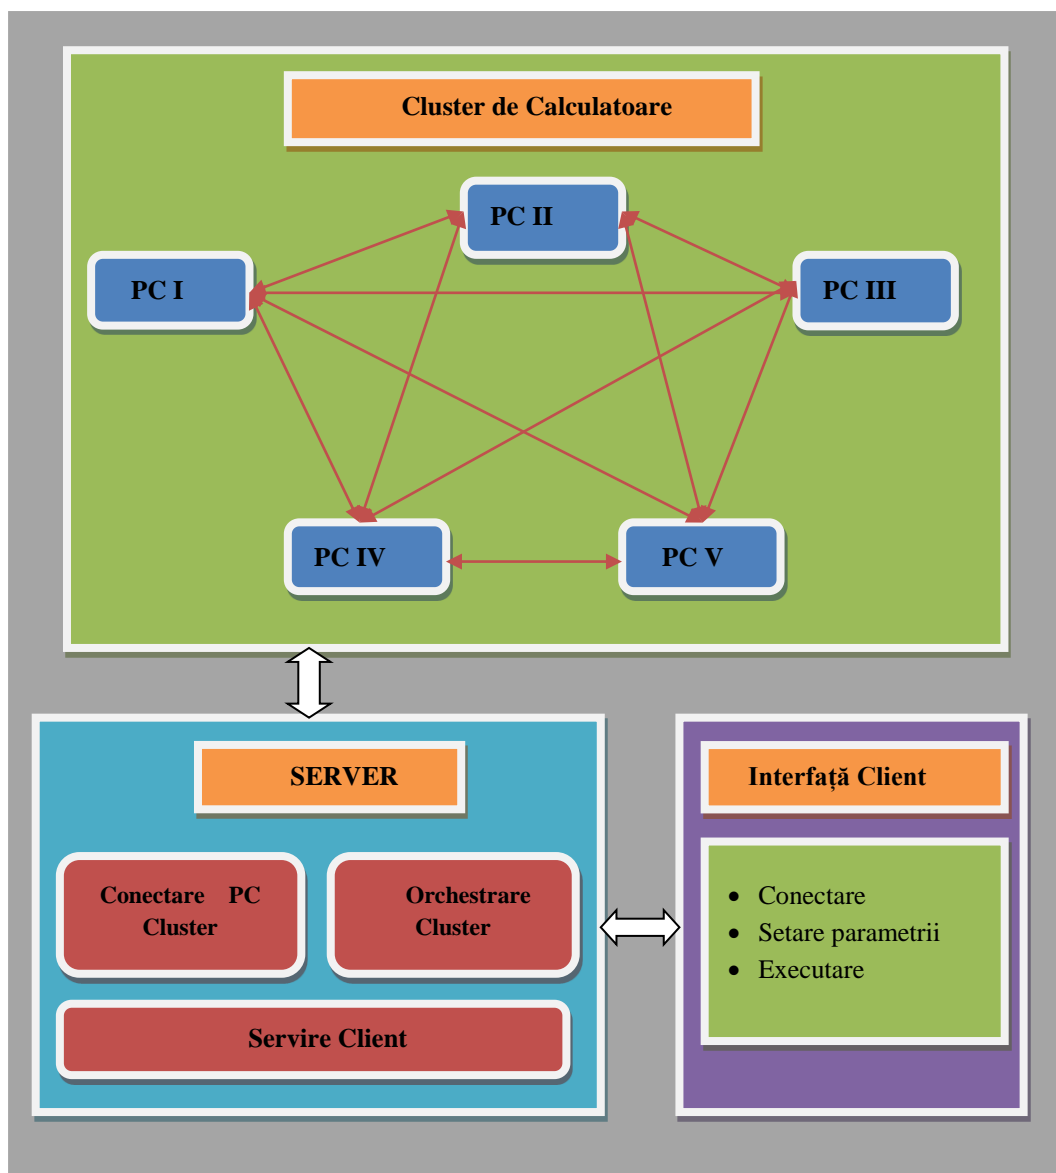 Cluster de Calculatoare
PC II
PC I
PC III
PC IV
PC V
SERVER
Interfață Client
Conectare PC
Cluster
Orchestrare
Cluster
• Conectare
• Setare parametrii
• Executare
Servire Client